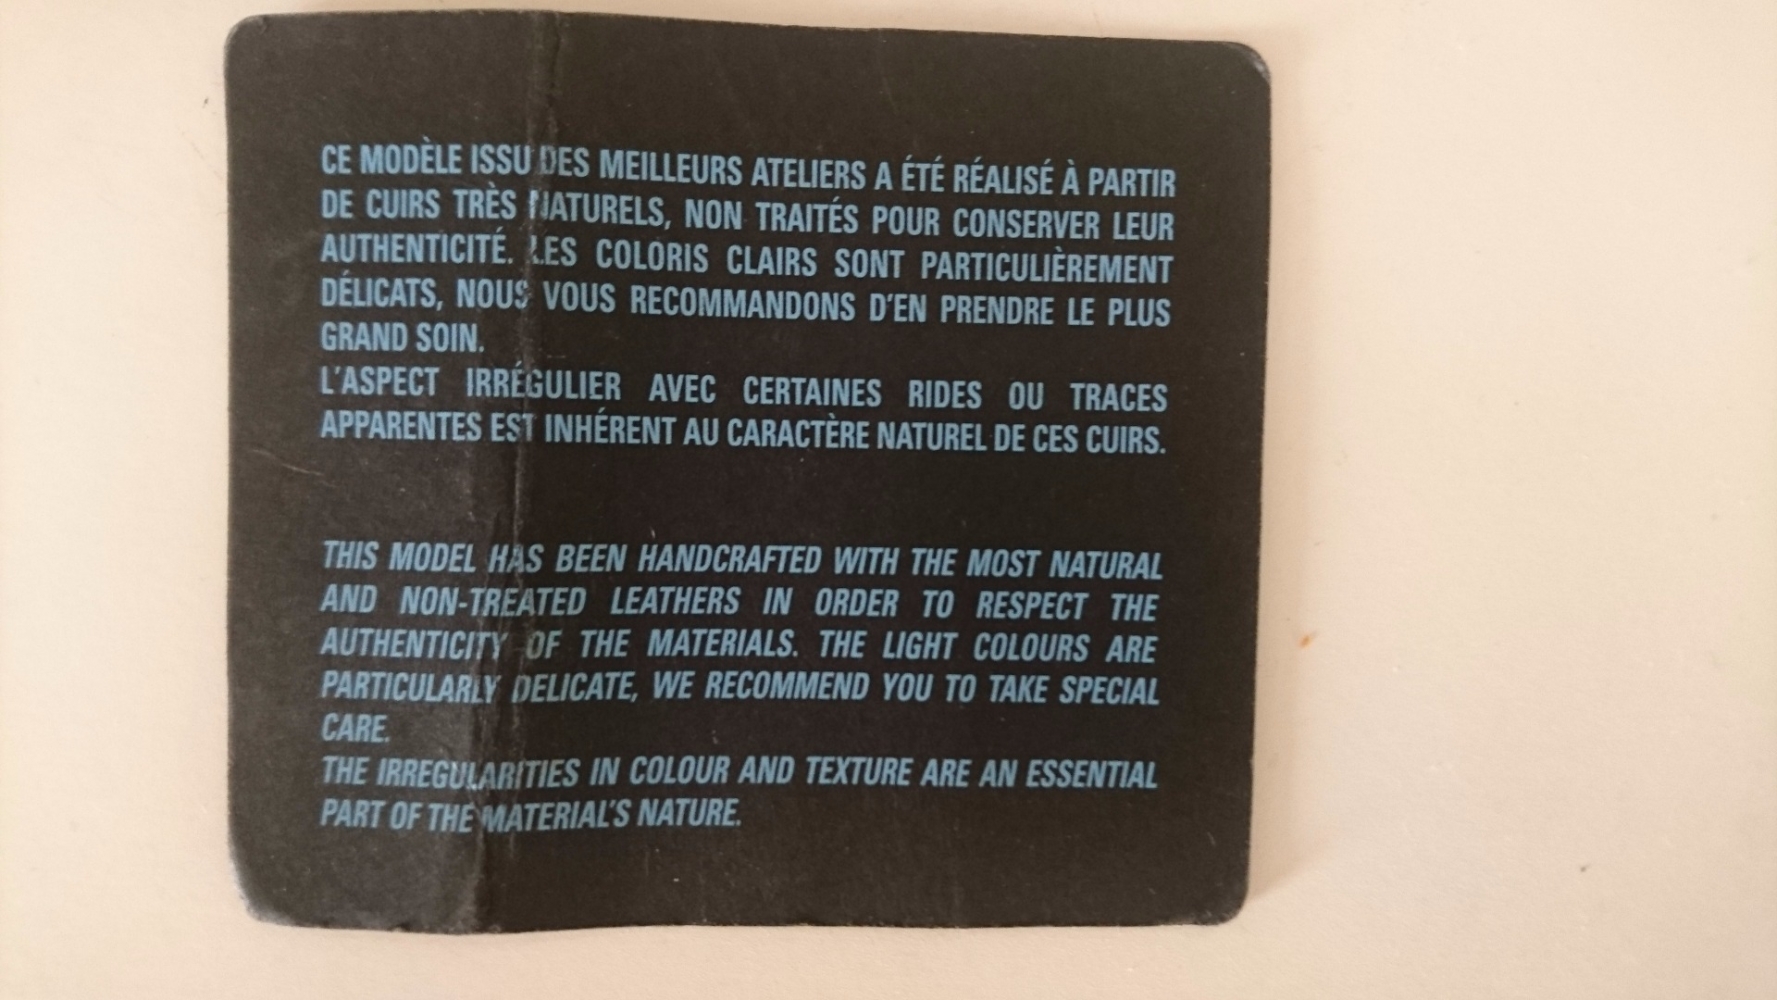 CE MODÈLE ISSU DES MEILLEURS ATELIERS A ÉTÉ RÉALISÉ À PARTIR
DE CUIRS TRÈS NATURELS, NON TRAITÉS POUR CONSERVER LEUR
AUTHENTICITÉ. LES COLORIS CLAIRS SONT PARTICULIÈREMENT
DÉLICATS, NOUS VOUS RECOMMANDONS D'EN PRENDRE LE PLUS
GRAND SOIN.
L'ASPECT IRRÉGULIER AVEC CERTAINES RIDES OU TRACES
APPARENTES EST INHÉRENT AU CARACTÈRE NATUREL DE CES CUIRS.
THIS MODEL HAS BEEN HANDCRAFTED WITH THE MOST NATURAL
AND NON-TREATED LEATHERS IN ORDER TO RESPECT THE
AUTHENTICITY OF THE MATERIALS. THE LIGHT COLOURS ARE
PARTICULARLY DELICATE, WE RECOMMEND YOU TO TAKE SPECIAL
CARE.
THE IRREGULARITIES IN COLOUR AND TEXTURE ARE AN ESSENTIAL
PART OF THE MATERIAL'S NATURE.